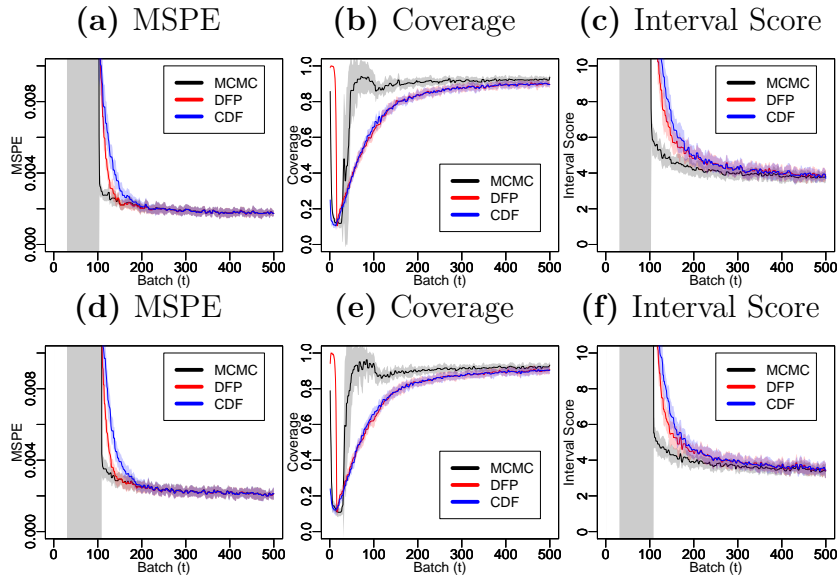 (a) MSPE
(b) Coverage
(c) Interval Score
MSPE
0.000
0.004
0.008
MCMC
DFP
CDF
0 100 200 300 400 500
Batch (t)
Coverage
0.0 0.2 0.4 0.6 0.8 1.0
MCMC
DFP
CDF
0 100 200 300 400 500
Batch (t)
Interval Score
0 2 4 6 8 10
MCMC
DFP
CDF
0 100 200 300 400 500
Batch (t)
(d) MSPE
(e) Coverage
(f) Interval Score
MSPE
0.000
0.004
0.008
MCMC
DFP
CDF
0 100 200 300 400 500
Batch (t)
Coverage
0.0 0.2 0.4 0.6 0.8 1.0
MCMC
DFP
CDF
0 100 200 300 400 500
Batch (t)
Interval Score
0 2 4 6 8 10
MCMC
DFP
CDF
0 100 200 300 400 500
Batch (t)